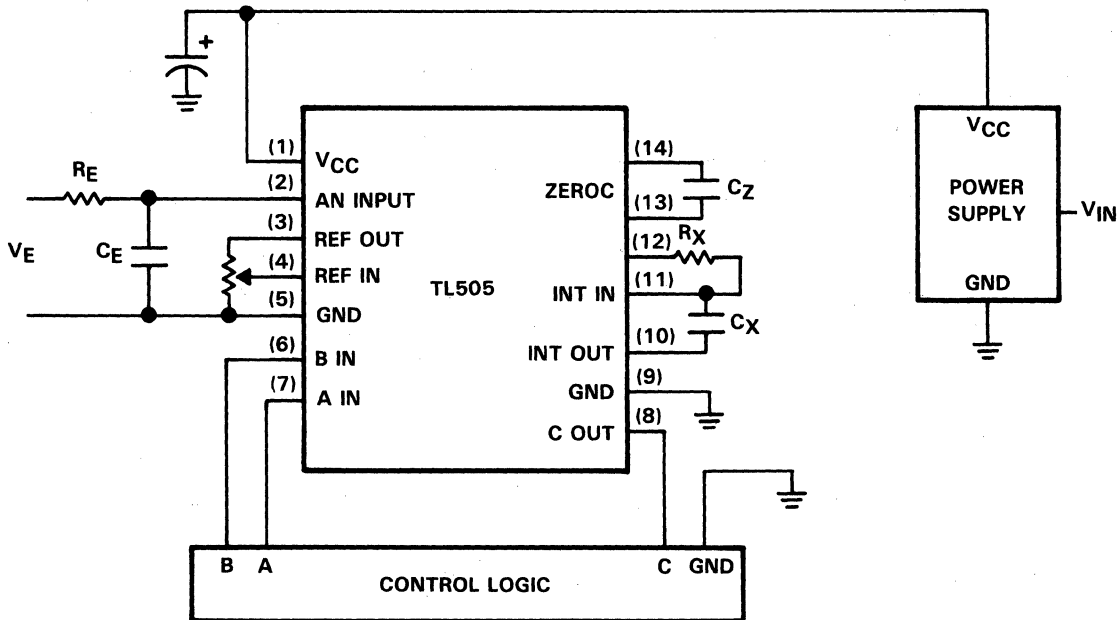 +
(1)
VCC
RE
(2)
AN INPUT
(3)
REF OUT
VE
CE
(4)
REF IN
(5)
GND
(6)
B IN
(7)
A IN
TL505
(14)
ZEROC
CZ
(13)
RX
(12)
(11)
INT IN
CX
(10)
INT OUT
(9)
GND
(8)
C OUT
VCC
POWER
SUPPLY
VIN
GND
B A C GND
CONTROL LOGIC